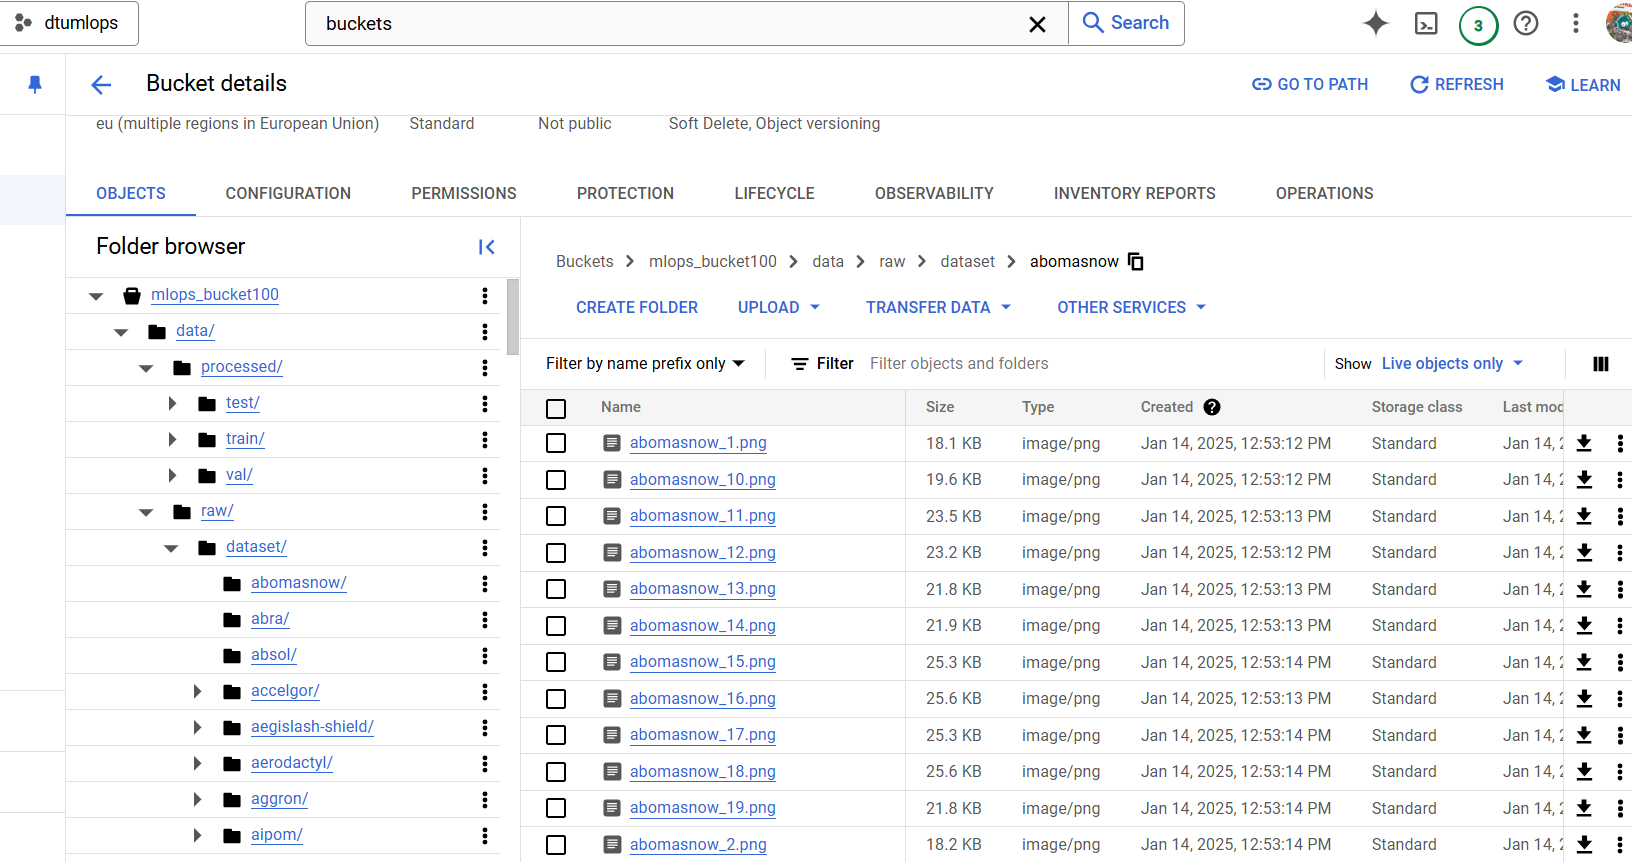 dtumlops
buckets
Search
3
Bucket details
GO TO PATH
REFRESH
LEARN
eu (multiple regions in European Union) Standard Not public Soft Delete, Object versioning
OBJECTS CONFIGURATION PERMISSIONS PROTECTION LIFECYCLE OBSERVABILITY INVENTORY REPORTS OPERATIONS
Folder browser
mlops_bucket100
data/
processed/
test/
train/
val/
raw/
dataset/
abomasnow/
abra/
absol/
accelgor/
aegislash-shield/
aerodactyl/
aggron/
aipom/
Buckets > mlops_bucket100 > data > raw > dataset > abomasnow
CREATE FOLDER UPLOAD TRANSFER DATA OTHER SERVICES
Filter by name prefix only Filter Filter objects and folders Show Live objects only
Name Size Type Created Storage class Last mod
abomasnow_1.png 18.1 KB image/png Jan 14, 2025, 12:53:12 PM Standard Jan 14, 2
abomasnow_10.png 19.6 KB image/png Jan 14, 2025, 12:53:12 PM Standard Jan 14, 2
abomasnow_11.png 23.5 KB image/png Jan 14, 2025, 12:53:13 PM Standard Jan 14, 2
abomasnow_12.png 23.2 KB image/png Jan 14, 2025, 12:53:12 PM Standard Jan 14, 2
abomasnow_13.png 21.8 KB image/png Jan 14, 2025, 12:53:13 PM Standard Jan 14, 2
abomasnow_14.png 21.9 KB image/png Jan 14, 2025, 12:53:13 PM Standard Jan 14, 2
abomasnow_15.png 25.3 KB image/png Jan 14, 2025, 12:53:14 PM Standard Jan 14, 2
abomasnow_16.png 25.6 KB image/png Jan 14, 2025, 12:53:13 PM Standard Jan 14, 2
abomasnow_17.png 25.3 KB image/png Jan 14, 2025, 12:53:14 PM Standard Jan 14, 2
abomasnow_18.png 25.6 KB image/png Jan 14, 2025, 12:53:14 PM Standard Jan 14, 2
abomasnow_19.png 21.8 KB image/png Jan 14, 2025, 12:53:14 PM Standard Jan 14, 2
abomasnow_2.png 18.2 KB image/png Jan 14, 2025, 12:53:14 PM Standard Jan 14, 2